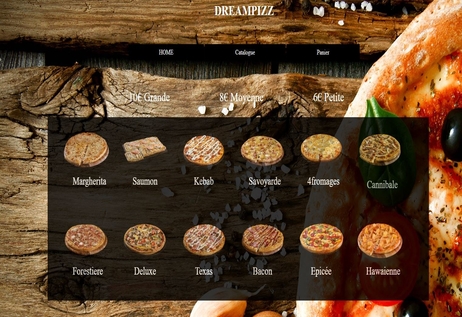 DREAMPIZZ
HOME Catalogue Panier
10€ Grande 8€ Moyenne 6€ Petite
Margherita Saumon Kebab Savoyarde 4fromages Cannibale
Forestiere Deluxe Texas Bacon Epicée Hawaienne